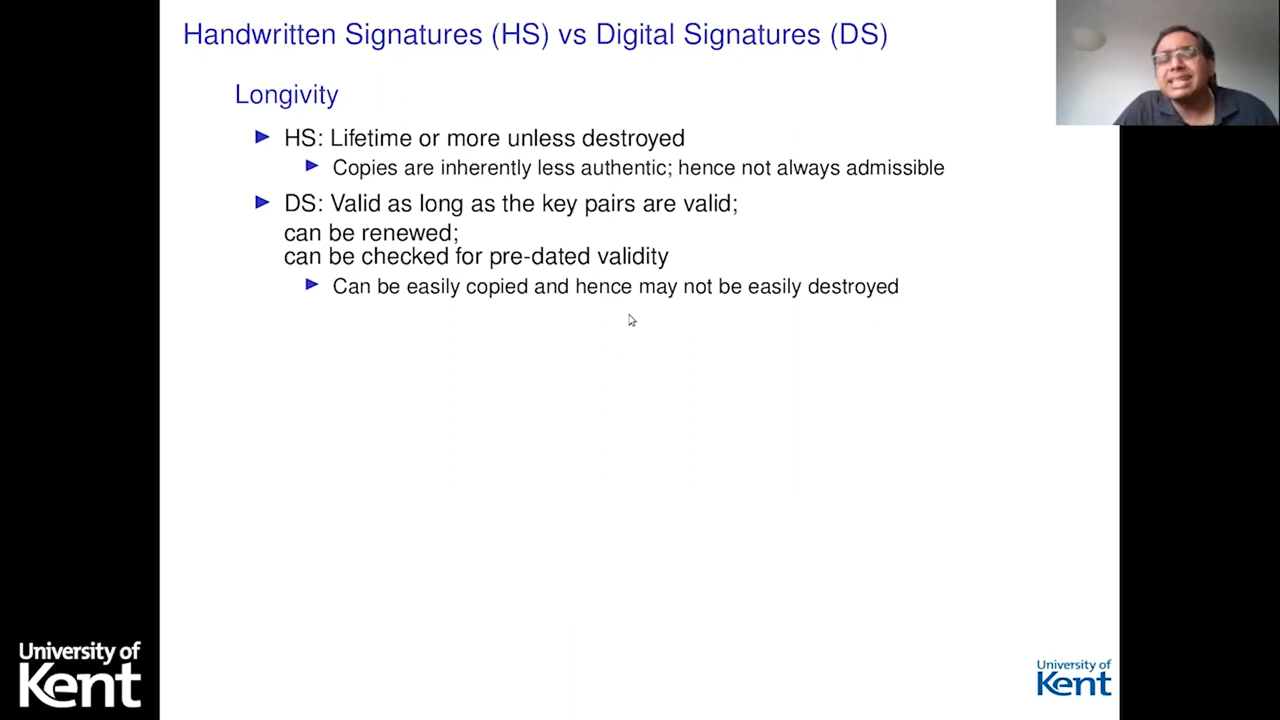 Handwritten Signatures (HS) vs Digital Signatures (DS)
Longivity
HS: Lifetime or more unless destroyed
Copies are inherently less authentic; hence not always admissible
DS: Valid as long as the key pairs are valid;
can be renewed;
can be checked for pre-dated validity
Can be easily copied and hence may not be easily destroyed
University of
Kent
University of
Kent